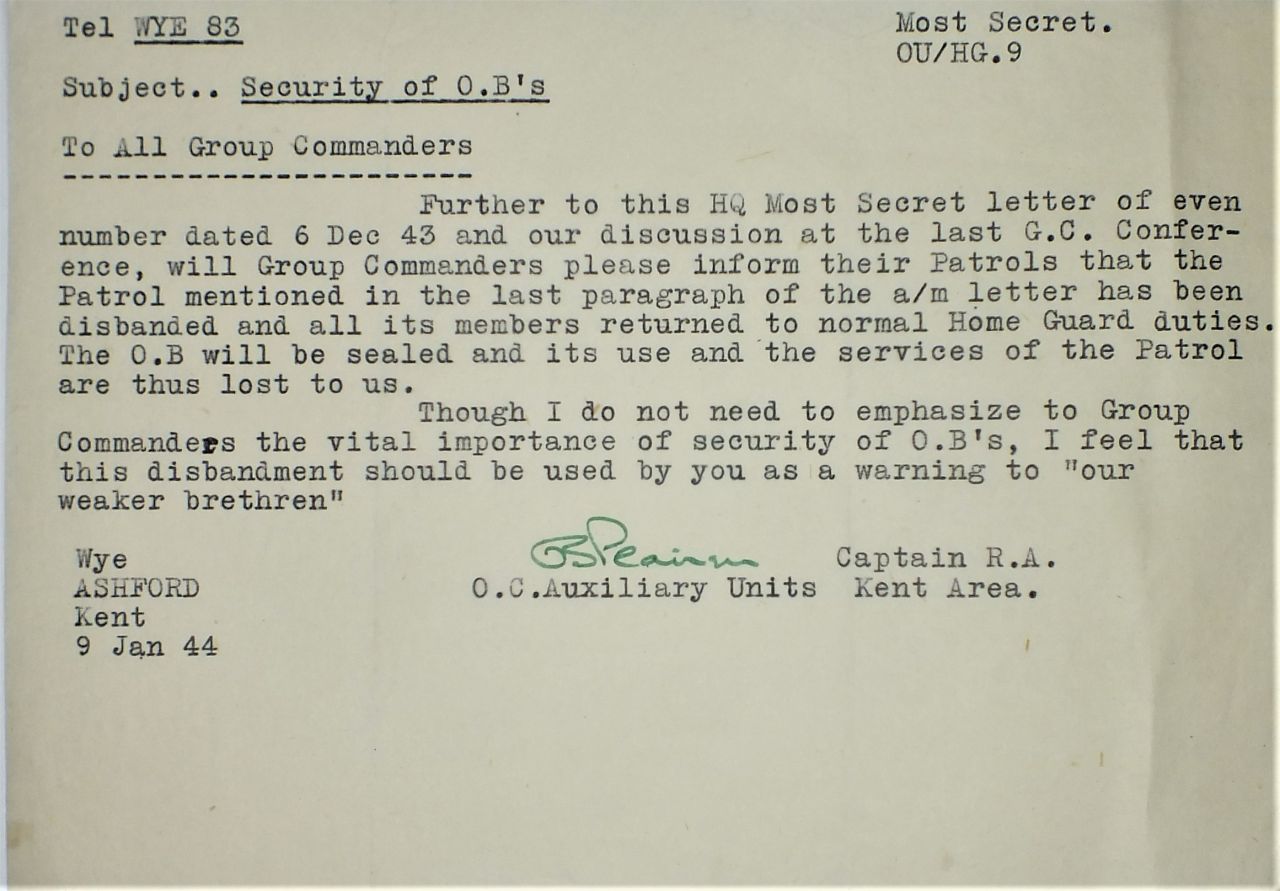 Tel WYE 83
Most Secret.
OU/HG.9
Subject.. Security of O.B's
To All Group Commanders
-----------------------
Further to this HQ Most Secret letter of even
number dated 6 Dec 43 and our discussion at the last G.C. Confer-
ence, will Group Commanders please inform their Patrols that the
Patrol mentioned in the last paragraph of the a/m letter has been
disbanded and all its members returned to normal Home Guard duties.
The O.B will be sealed and its use and the services of the Patrol
are thus lost to us.
Though I do not need to emphasize to Group
Commanders the vital importance of security of O.B's, I feel that
this disbandment should be used by you as a warning to "our
weaker brethren"
Wye
Captain R.A.
ASHFORD
O.C.Auxiliary Units Kent Area.
Kent
9 Jan 44